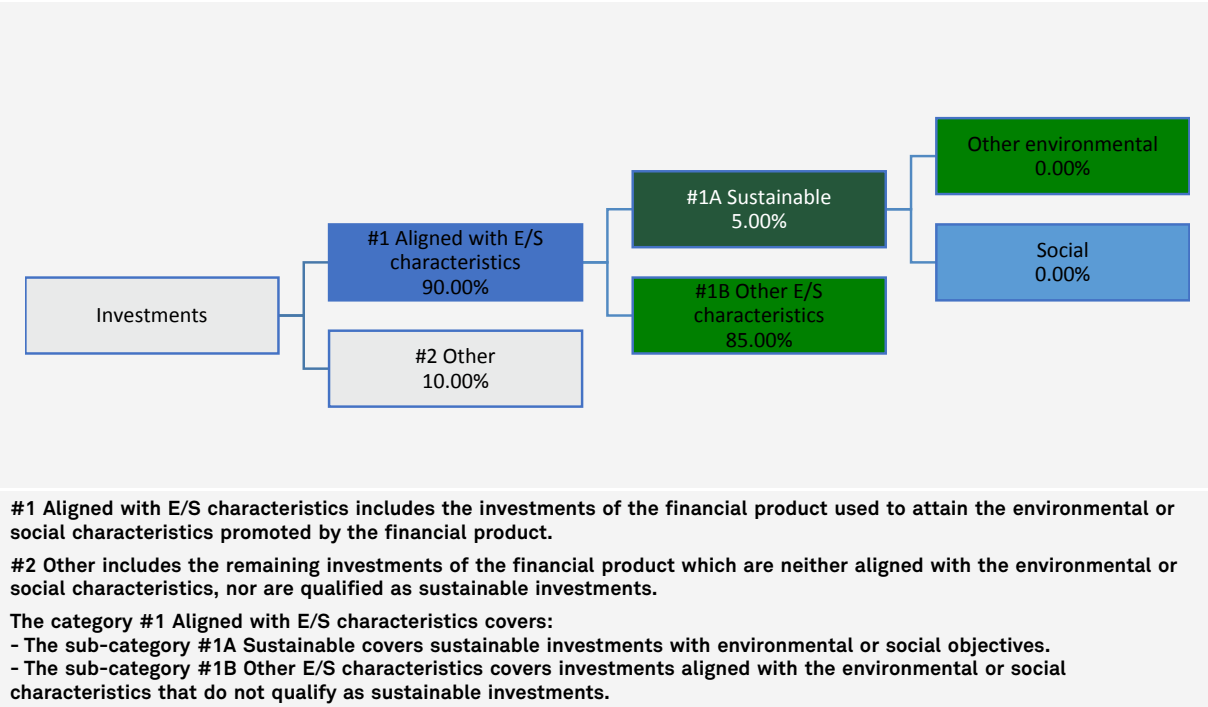 Other environmental
0.00%
#1A Sustainable
5.00%
#1 Aligned with E/S
characteristics
90.00%
Social
0.00%
Investments
#1B Other E/S
characteristics
85.00%
#2 Other
10.00%
#1 Aligned with E/S characteristics includes the investments of the financial product used to attain the environmental or
social characteristics promoted by the financial product.
#2 Other includes the remaining investments of the financial product which are neither aligned with the environmental or
social characteristics, nor are qualified as sustainable investments.
The category #1 Aligned with E/S characteristics covers:
- The sub-category #1A Sustainable covers sustainable investments with environmental or social objectives.
- The sub-category #1B Other E/S characteristics covers investments aligned with the environmental or social
characteristics that do not qualify as sustainable investments.